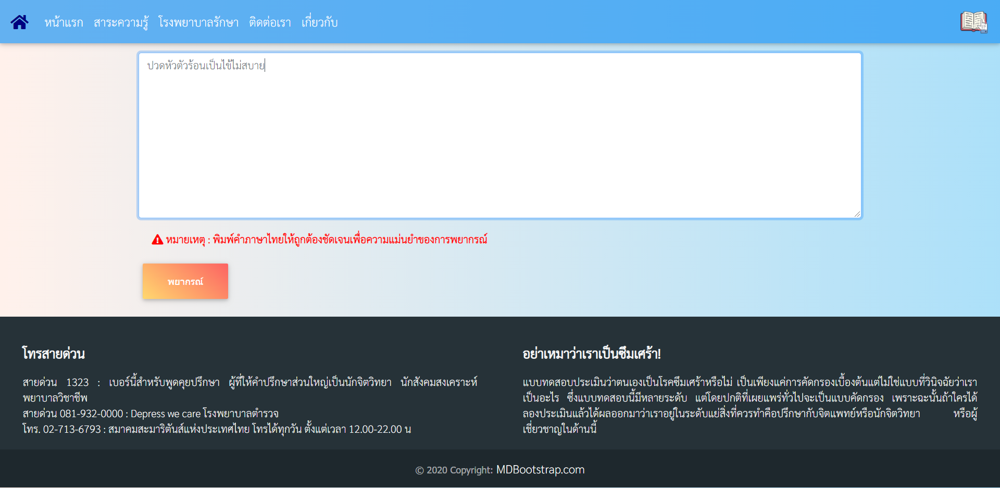 หน้าแรก สาระความรู้ โรงพยาบาลรักษา ติดต่อเรา เกี่ยวกับ
ปวดหัวตัวร้อนเป็นไข้ไม่สบาย
หมายเหตุ : พิมพ์คำภาษาไทยให้ถูกต้องชัดเจนเพื่อความแม่นยำของการพยากรณ์
พยากรณ์
โทรสายด่วน
สายด่วน 1323 : เบอร์นี้สำหรับพูดคุยปรึกษา ผู้ที่ให้คำปรึกษาส่วนใหญ่เป็นนักจิตวิทยา นักสังคมสงเคราะห์
พยาบาลวิชาชีพ
สายด่วน 081-932-0000 : Depress we care โรงพยาบาลตำรวจ
โทร. 02-713-6793 : สมาคมสะมาริตันส์แห่งประเทศไทย โทรได้ทุกวัน ตั้งแต่เวลา 12.00-22.00 น
อย่าเหมาว่าเราเป็นซึมเศร้า!
แบบทดสอบประเมินว่าตนเองเป็นโรคซึมเศร้าหรือไม่ เป็นเพียงแค่การคัดกรองเบื้องต้นแต่ไม่ใช่แบบที่วินิจฉัยว่าเรา
เป็นอะไร ซึ่งแบบทดสอบนี้มีหลายระดับ แต่โดยปกติที่เผยแพร่ทั่วไปจะเป็นแบบคัดกรอง เพราะฉะนั้นถ้าใครได้
ลองประเมินแล้วได้ผลออกมาว่าเราอยู่ในระดับแย่สิ่งที่ควรทำคือปรึกษากับจิตแพทย์หรือนักจิตวิทยา หรือผู้
เชี่ยวชาญในด้านนี้
© 2020 Copyright: MDBootstrap.com